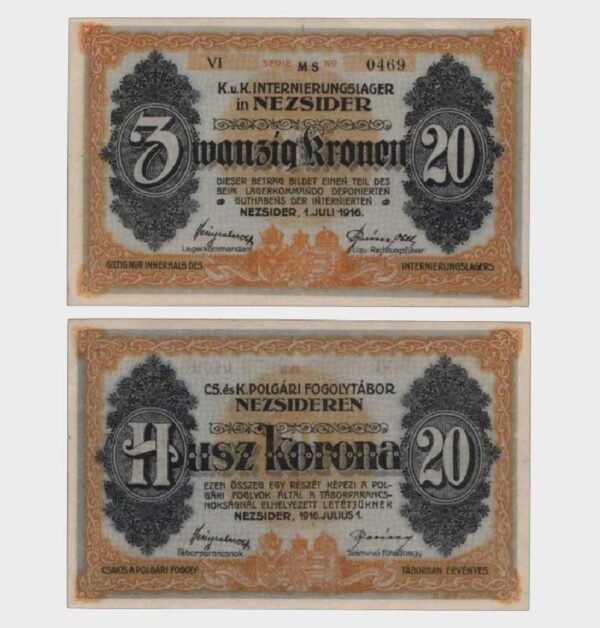 VI SERIE MS № 0469
K.u.K. INTERNIERUNGSLAGER
in NEZSIDER
Zwanzig Kronen 20
DIESER BETRAG BILDET EINEN TEIL DES
BEIM LAGERKOMMANDO DEPONIERTEN
GUTHABENS DER INTERNIERTEN
NEZSIDER, 1. JULI 1916.
Lagerkommandant Liqu-Rechnungsführer
GILTIG NUR INNERHALB DES INTERNIERUNGSLAGERS.
CS. és K. POLGÁRI FOGOLYTÁBOR
NEZSIDEREN
Husz korona 20
EZEN ÖSSZEG EGY RÉSZÉT KÉPEZI A POL-
GÁRI FOGLYOK ÁLTAL A TÁBORPARANCS-
NOKSÁGNÁL ELHELYEZETT LETÉTJÜKNEK
NEZSIDER, 1916. JULIUS 1.
Táborparancsnok Számvivő főhadnagy
CSAKIS A POLGÁRI FOGOLY- TÁBORBAN ÉRVÉNYES.